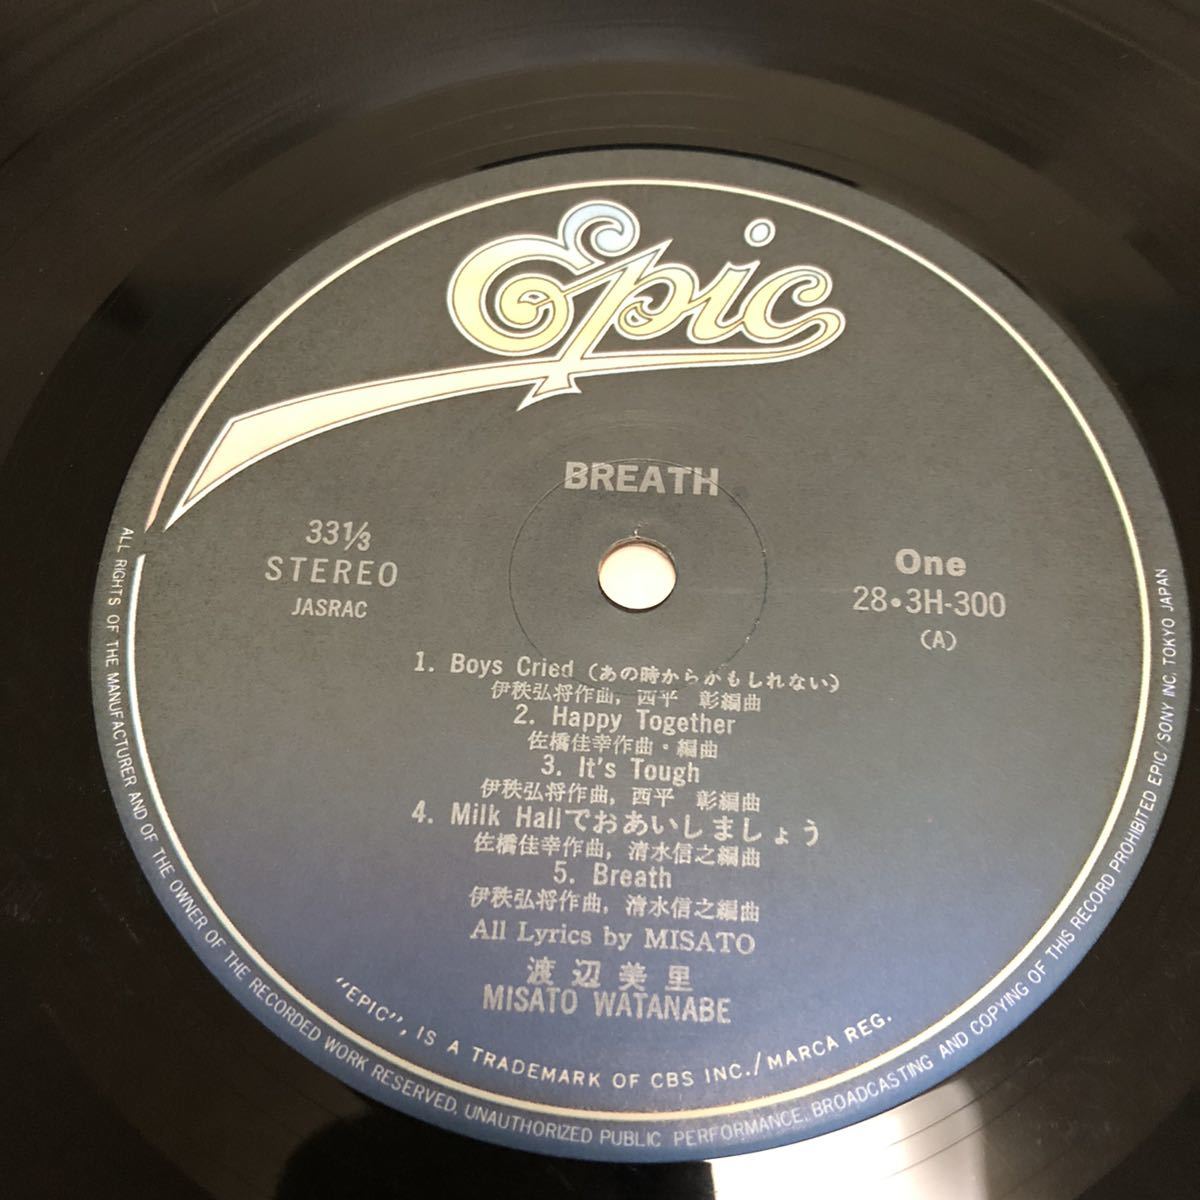 Epic
BREATH
33⅓
STEREO
JASRAC
One
28・3H-300
(A)
1. Boys Cried (あの時からかもしれない)
伊秩弘将作曲, 西平 彰編曲
2. Happy Together
佐橋佳幸作曲・編曲
3. It's Tough
伊秩弘将作曲, 西平 彰編曲
4. Milk Hallでおあいしましょう
佐橋佳幸作曲, 清水信之編曲
5. Breath
伊秩弘将作曲, 清水信之編曲
All Lyrics by MISATO
渡辺美里
MISATO WATANABE
"EPIC", IS A TRADEMARK OF CBS INC./MARCA REG.
ALL RIGHTS OF THE MANUFACTURER AND OF THE OWNER OF THE RECORDED WORK RESERVED, UNAUTHORIZED PUBLIC PERFORMANCE, BROADCASTING AND COPYING OF THIS RECORD PROHIBITED EPIC/SONY INC. TOKYO JAPAN